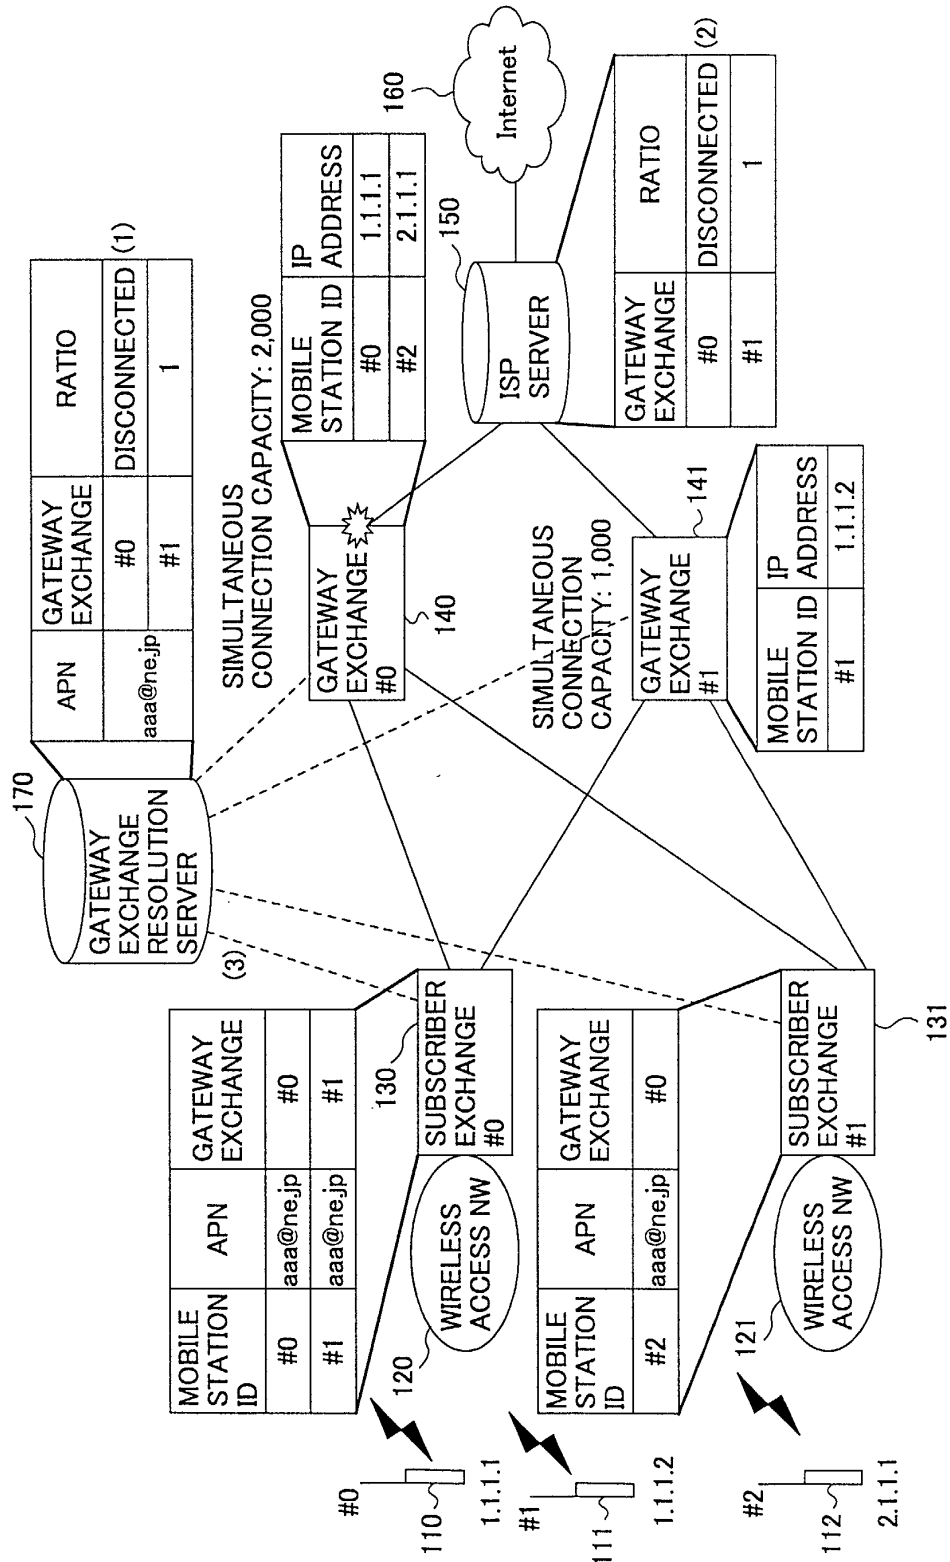 170
GATEWAY
EXCHANGE
RESOLUTION
SERVER
APN
GATEWAY
EXCHANGE
RATIO
aaa@ne.jp
#0
DISCONNECTED
(1)
#1
1
(3)
SIMULTANEOUS
CONNECTION CAPACITY: 2,000
MOBILE
STATION ID
IP
ADDRESS
#0
1.1.1.1
#2
2.1.1.1
GATEWAY
EXCHANGE
#0
140
160
Internet
150
ISP
SERVER
GATEWAY
EXCHANGE
RATIO
#0
DISCONNECTED
(2)
#1
1
SIMULTANEOUS
CONNECTION
CAPACITY: 1,000
GATEWAY
EXCHANGE
#1
141
MOBILE
STATION ID
IP
ADDRESS
#1
1.1.1.2
MOBILE
STATION
ID
APN
GATEWAY
EXCHANGE
#0
aaa@ne.jp
#0
#1
aaa@ne.jp
#1
130
SUBSCRIBER
EXCHANGE
#0
120
WIRELESS
ACCESS NW
#0
110
1.1.1.1
#1
111
1.1.1.2
MOBILE
STATION
ID
APN
GATEWAY
EXCHANGE
#2
aaa@ne.jp
#0
SUBSCRIBER
EXCHANGE
#1
131
121
WIRELESS
ACCESS NW
#2
112
2.1.1.1